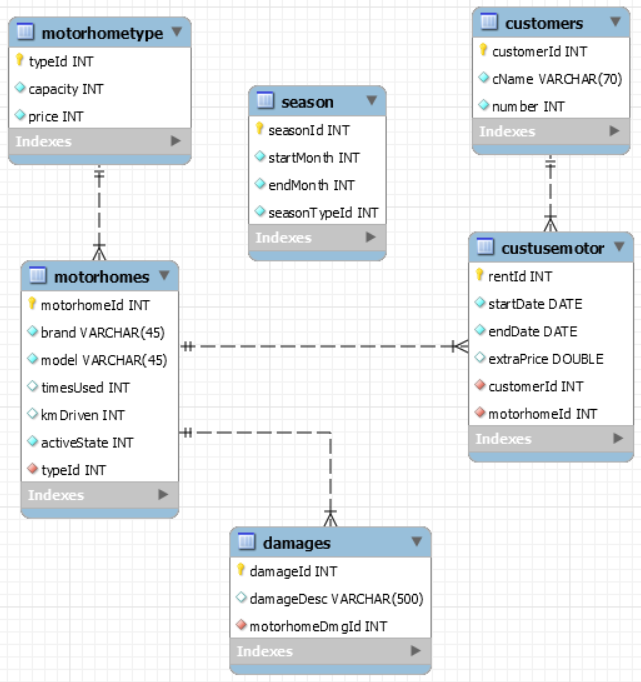 motorhometype
typeId INT
capacity INT
price INT
Indexes
season
seasonId INT
startMonth INT
endMonth INT
seasonTypeId INT
Indexes
customers
customerId INT
cName VARCHAR(70)
number INT
Indexes
motorhomes
motorhomeId INT
brand VARCHAR(45)
model VARCHAR(45)
timesUsed INT
kmDriven INT
activeState INT
typeId INT
Indexes
custusemotor
rentId INT
startDate DATE
endDate DATE
extraPrice DOUBLE
customerId INT
motorhomeId INT
Indexes
damages
damageId INT
damageDesc VARCHAR(500)
motorhomeDmgId INT
Indexes